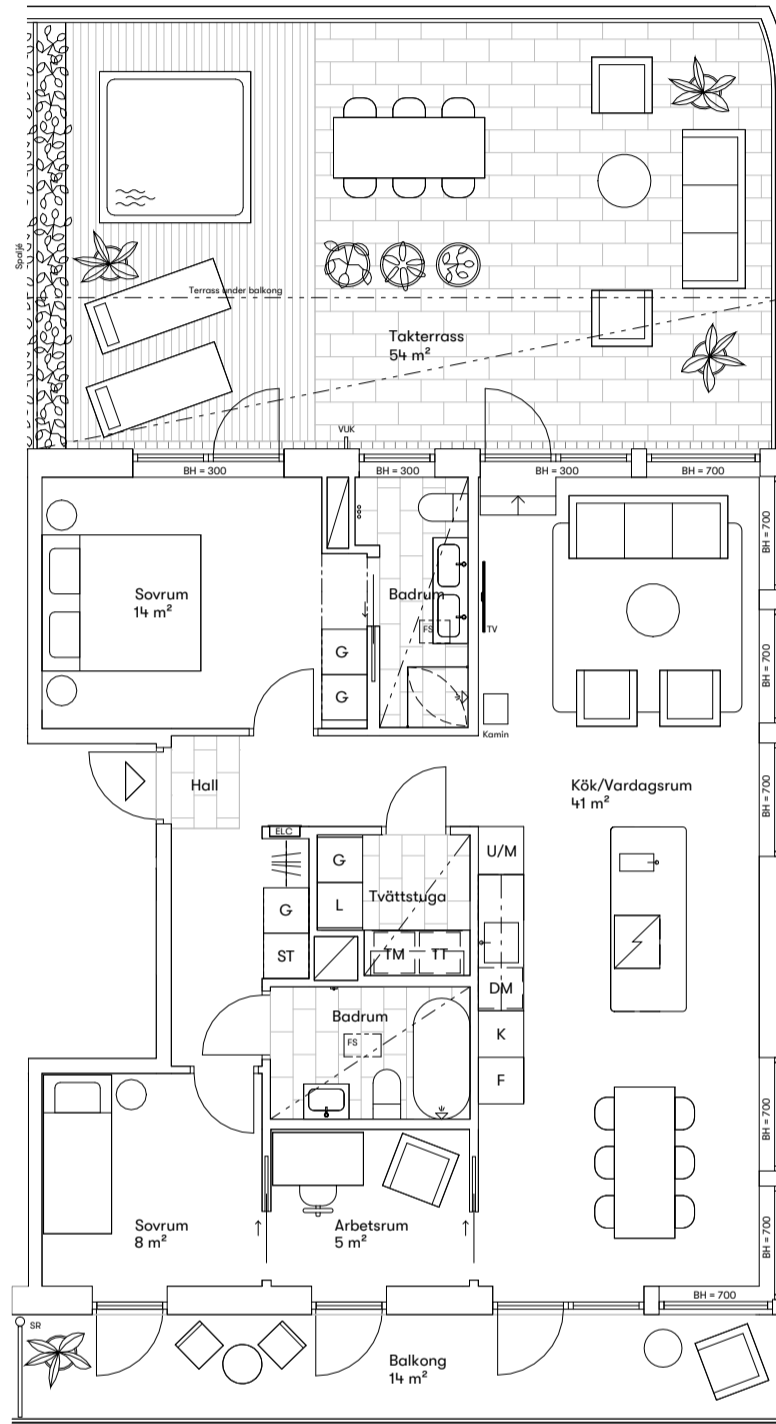 Spaljé
Terrass under balkong
Takterrass
54 m²
VUK
BH = 300
BH = 300
BH = 300
BH = 700
BH = 700
Sovrum
14 m²
Badrum
FS
TV
G
G
BH = 700
Kamin
Hall
Kök/Vardagsrum
41 m²
BH = 700
ELC
G
U/M
Tvättstuga
G
L
ST
TM
TT
DM
Badrum
FS
K
F
BH = 700
Sovrum
8 m²
Arbetsrum
5 m²
BH = 700
BH = 700
SR
Balkong
14 m²